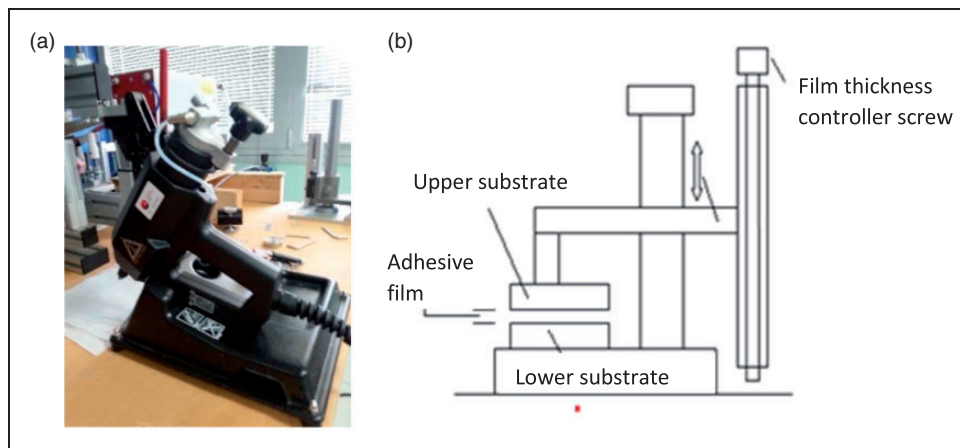 (a)
(b)
Film thickness
controller screw
Upper substrate
Adhesive
film
Lower substrate